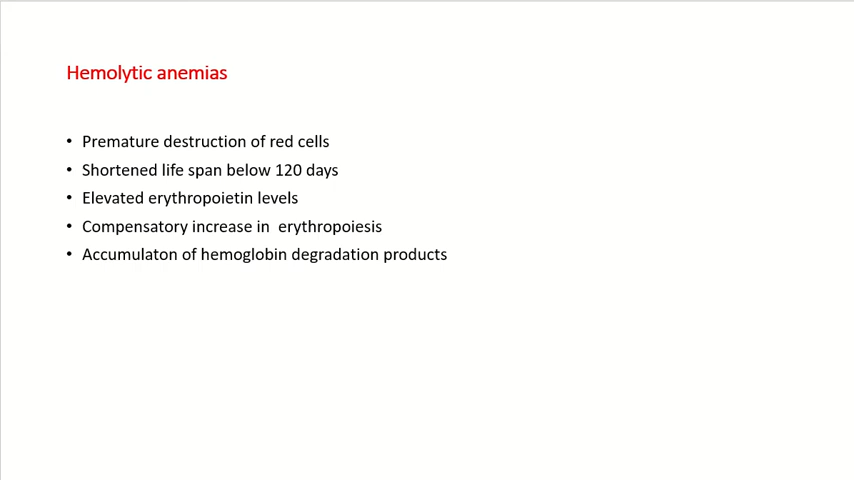 Hemolytic anemias
• Premature destruction of red cells
• Shortened life span below 120 days
• Elevated erythropoietin levels
• Compensatory increase in  erythropoiesis
• Accumulaton of hemoglobin degradation products